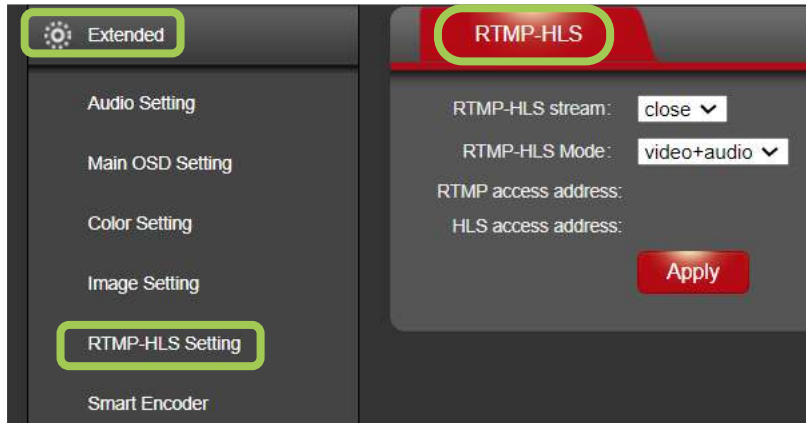 Extended
Audio Setting
Main OSD Setting
Color Setting
Image Setting
RTMP-HLS Setting
Smart Encoder
RTMP-HLS
RTMP-HLS stream: close
RTMP-HLS Mode: video+audio
RTMP access address:
HLS access address:
Apply